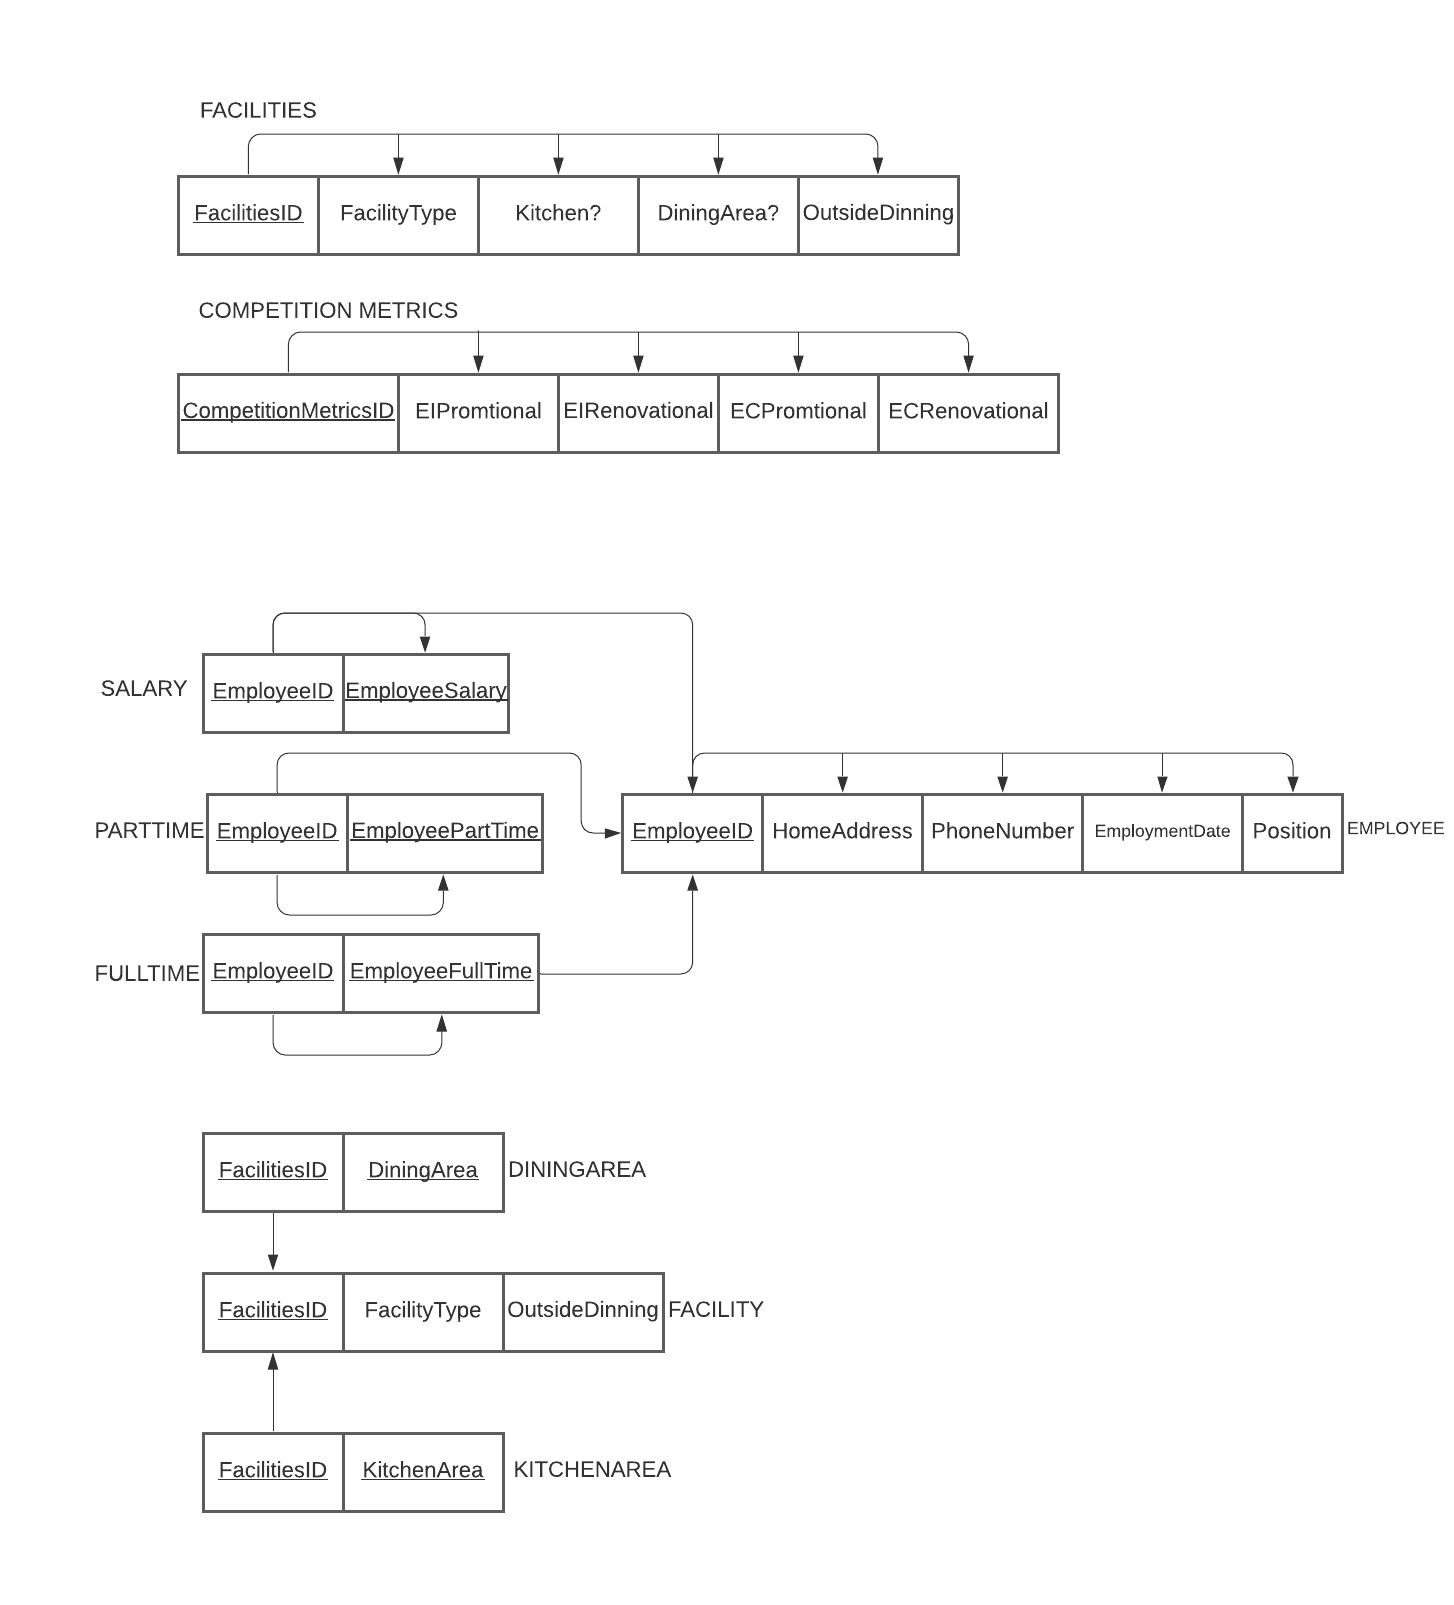 FACILITIES
FacilitiesID FacilityType Kitchen? DiningArea? OutsideDinning
COMPETITION METRICS
CompetitionMetricsID EIPromtional EIRenovational ECPromtional ECRenovational
SALARY EmployeeID EmployeeSalary
PARTTIME EmployeeID EmployeePartTime
EmployeeID HomeAddress PhoneNumber EmploymentDate Position EMPLOYEE
FULLTIME EmployeeID EmployeeFullTime
FacilitiesID DiningArea DININGAREA
FacilitiesID FacilityType OutsideDinning FACILITY
FacilitiesID KitchenArea KITCHENAREA